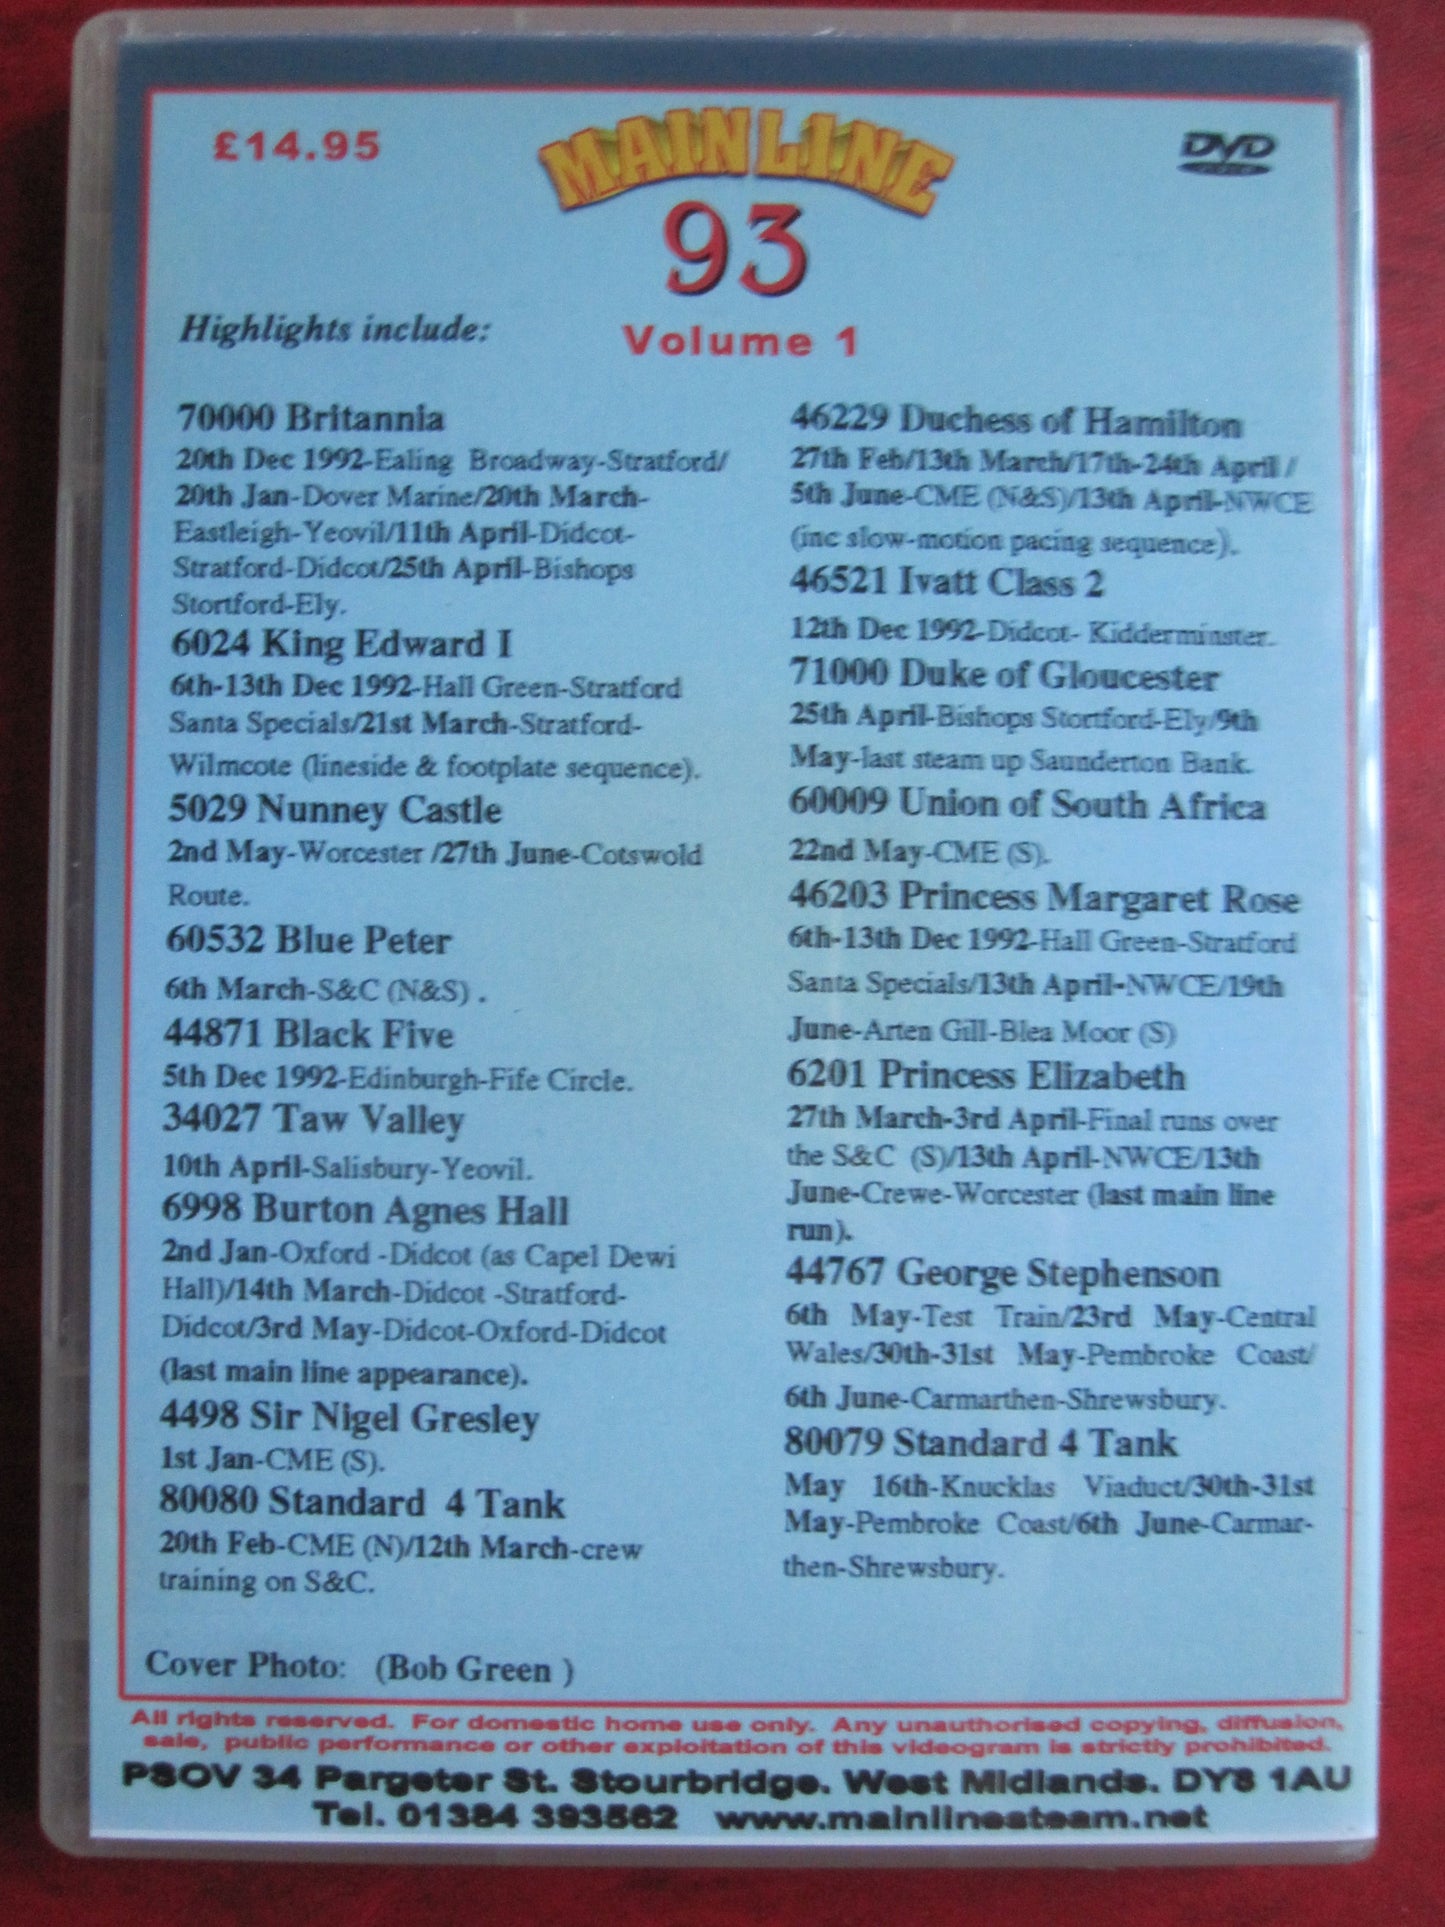 £14.95
MAINLINE
93
DVD
VIDEO
Highlights include:
Volume 1
70000 Britannia
20th Dec 1992-Ealing Broadway-Stratford/
20th Jan-Dover Marine/20th March-
Eastleigh-Yeovil/11th April-Didcot-
Stratford-Didcot/25th April-Bishops
Stortford-Ely.
6024 King Edward I
6th-13th Dec 1992-Hall Green-Stratford
Santa Specials/21st March-Stratford-
Wilmcote (lineside & footplate sequence).
5029 Nunney Castle
2nd May-Worcester /27th June-Cotswold
Route.
60532 Blue Peter
6th March-S&C (N&S) .
44871 Black Five
5th Dec 1992-Edinburgh-Fife Circle.
34027 Taw Valley
10th April-Salisbury-Yeovil.
6998 Burton Agnes Hall
2nd Jan-Oxford -Didcot (as Capel Dewi
Hall)/14th March-Didcot -Stratford-
Didcot/3rd May-Didcot-Oxford-Didcot
(last main line appearance).
4498 Sir Nigel Gresley
1st Jan-CME (S).
80080 Standard 4 Tank
20th Feb-CME (N)/12th March-crew
training on S&C.
46229 Duchess of Hamilton
27th Feb/13th March/17th-24th April /
5th June-CME (N&S)/13th April-NWCE
(inc slow-motion pacing sequence).
46521 Ivatt Class 2
12th Dec 1992-Didcot- Kidderminster.
71000 Duke of Gloucester
25th April-Bishops Stortford-Ely/9th
May-last steam up Saunderton Bank.
60009 Union of South Africa
22nd May-CME (S).
46203 Princess Margaret Rose
6th-13th Dec 1992-Hall Green-Stratford
Santa Specials/13th April-NWCE/19th
June-Arten Gill-Blea Moor (S)
6201 Princess Elizabeth
27th March-3rd April-Final runs over
the S&C (S)/13th April-NWCE/13th
June-Crewe-Worcester (last main line
run).
44767 George Stephenson
6th May-Test Train/23rd May-Central
Wales/30th-31st May-Pembroke Coast/
6th June-Carmarthen-Shrewsbury.
80079 Standard 4 Tank
May 16th-Knucklas Viaduct/30th-31st
May-Pembroke Coast/6th June-Carmar-
then-Shrewsbury.
Cover Photo: (Bob Green )
All rights reserved. For domestic home use only. Any unauthorised copying, diffusion,
sale, public performance or other exploitation of this videogram is strictly prohibited.
PSOV 34 Pargeter St. Stourbridge. West Midlands. DY8 1AU
Tel. 01384 393562 www.mainlinesteam.net